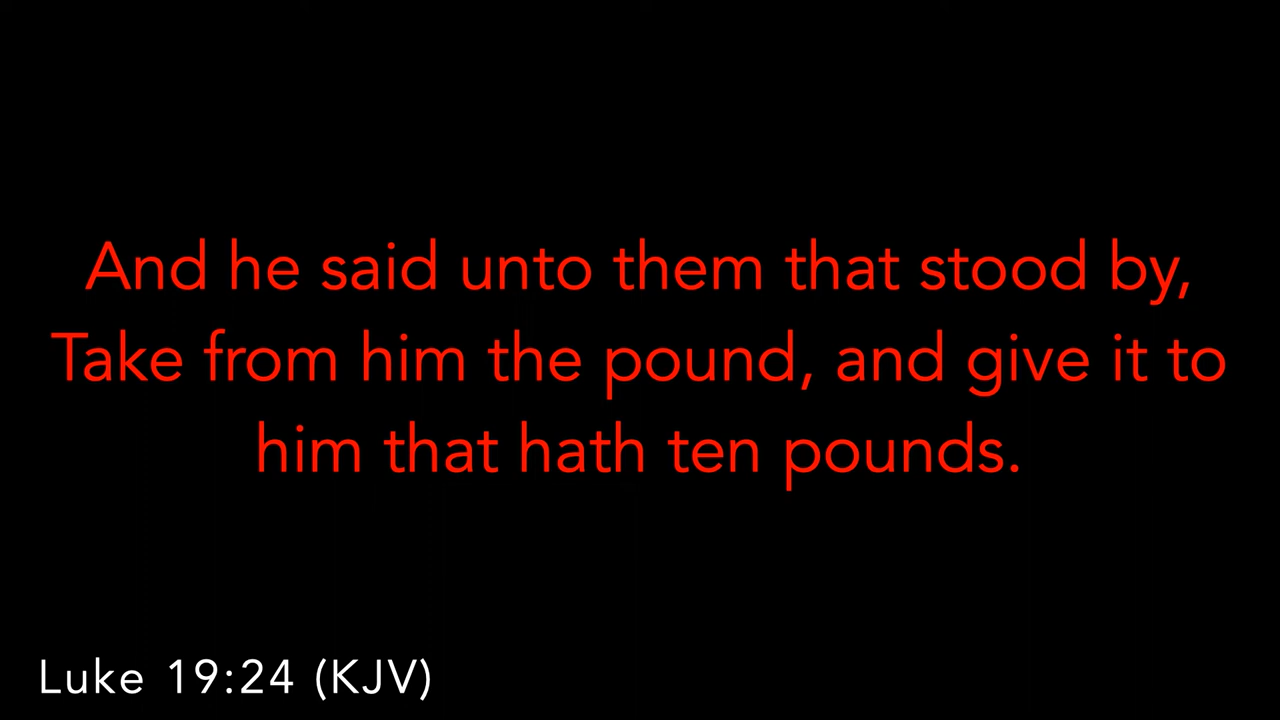 And he said unto them that stood by,
Take from him the pound, and give it to
him that hath ten pounds.
Luke 19:24 (KJV)